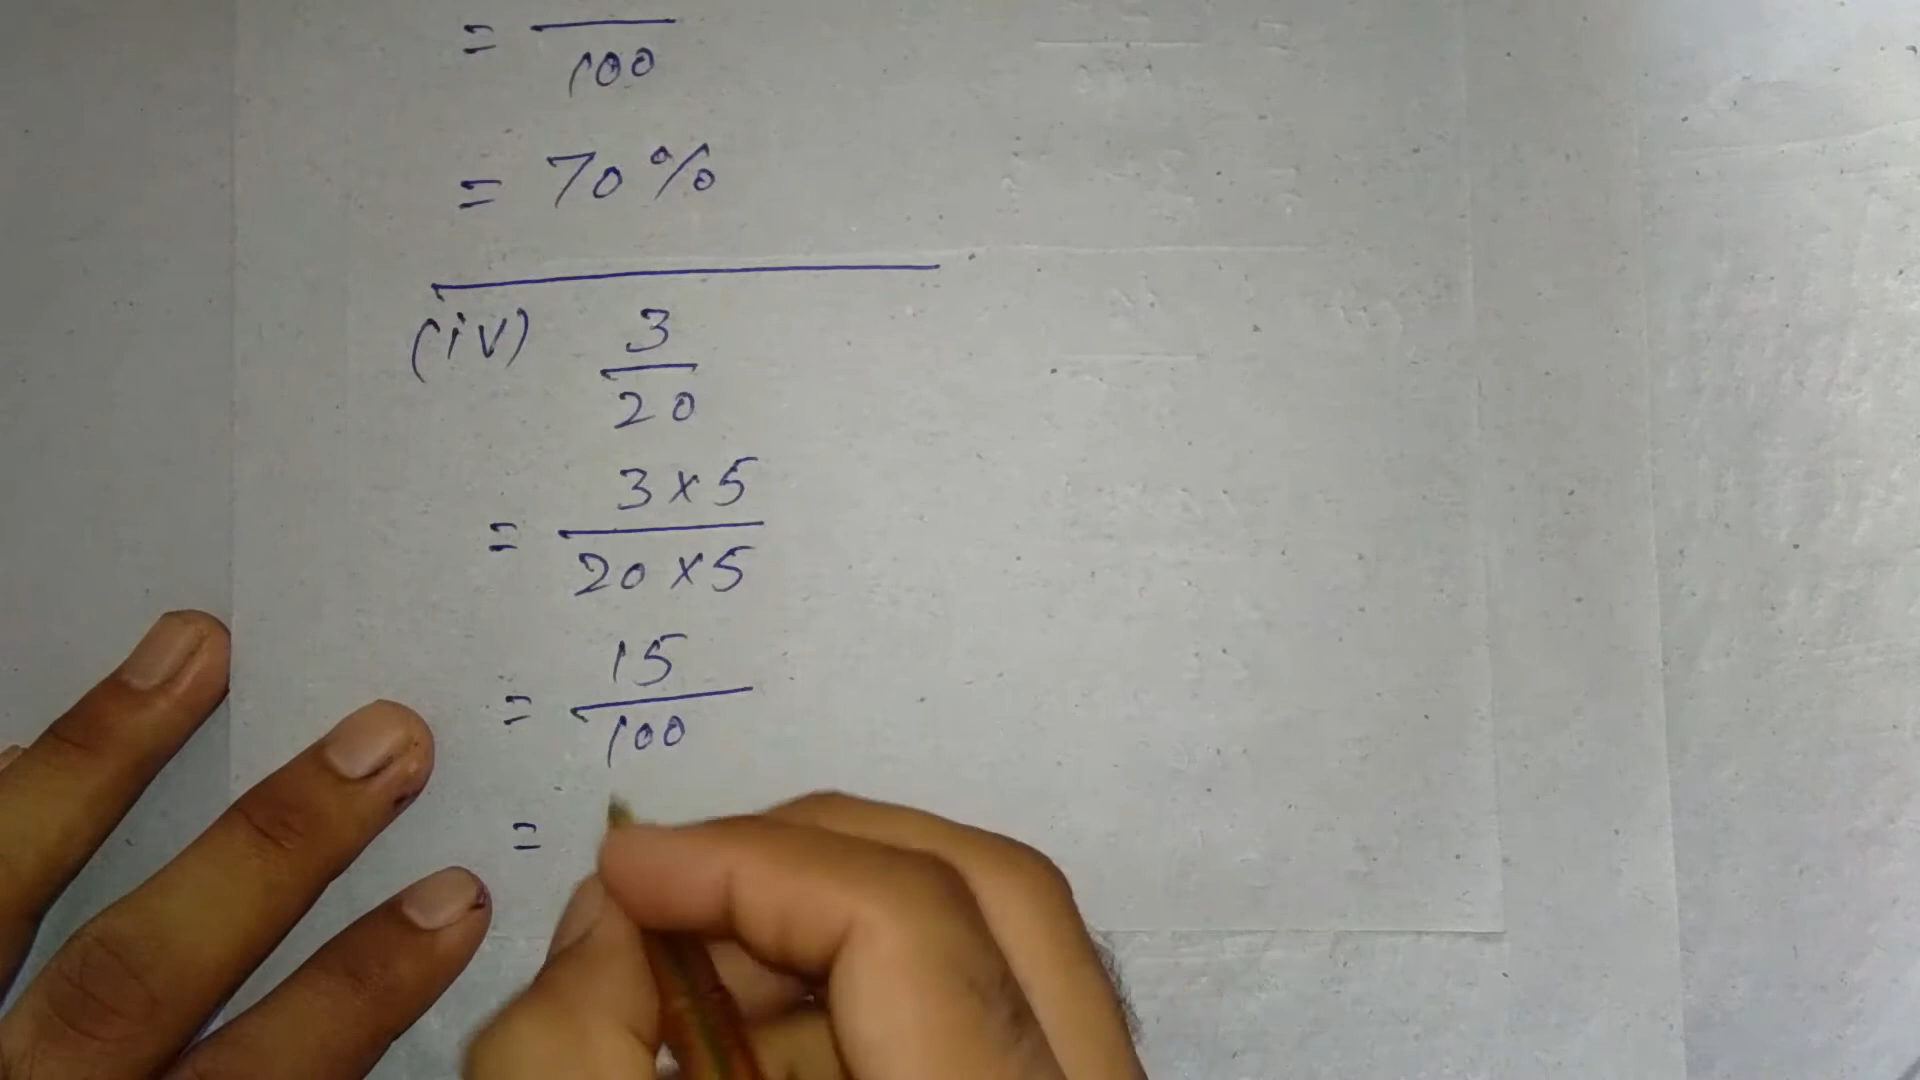 = 
100
= 70%
(iv) 3
20
= 3 × 5
20 × 5
= 15
100
=